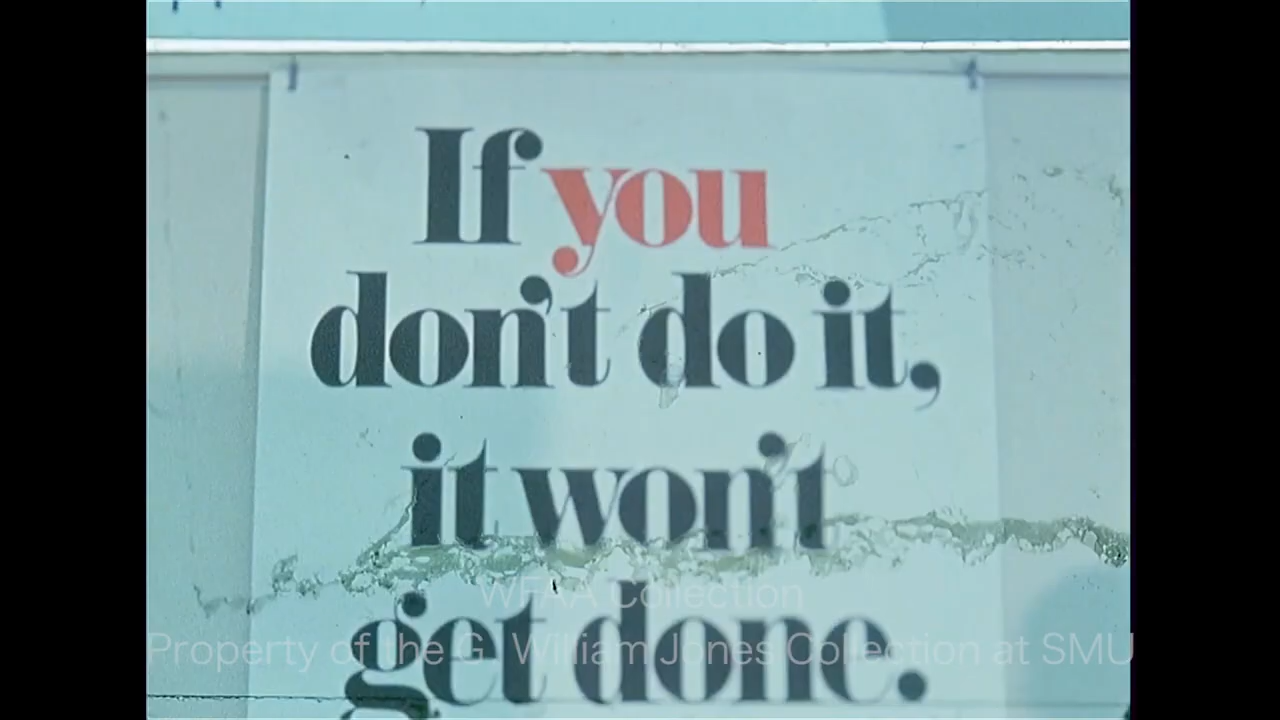 If you
don't do it,
it won't
get done.
WFAA Collection
Property of the G. William Jones Collection at SMU